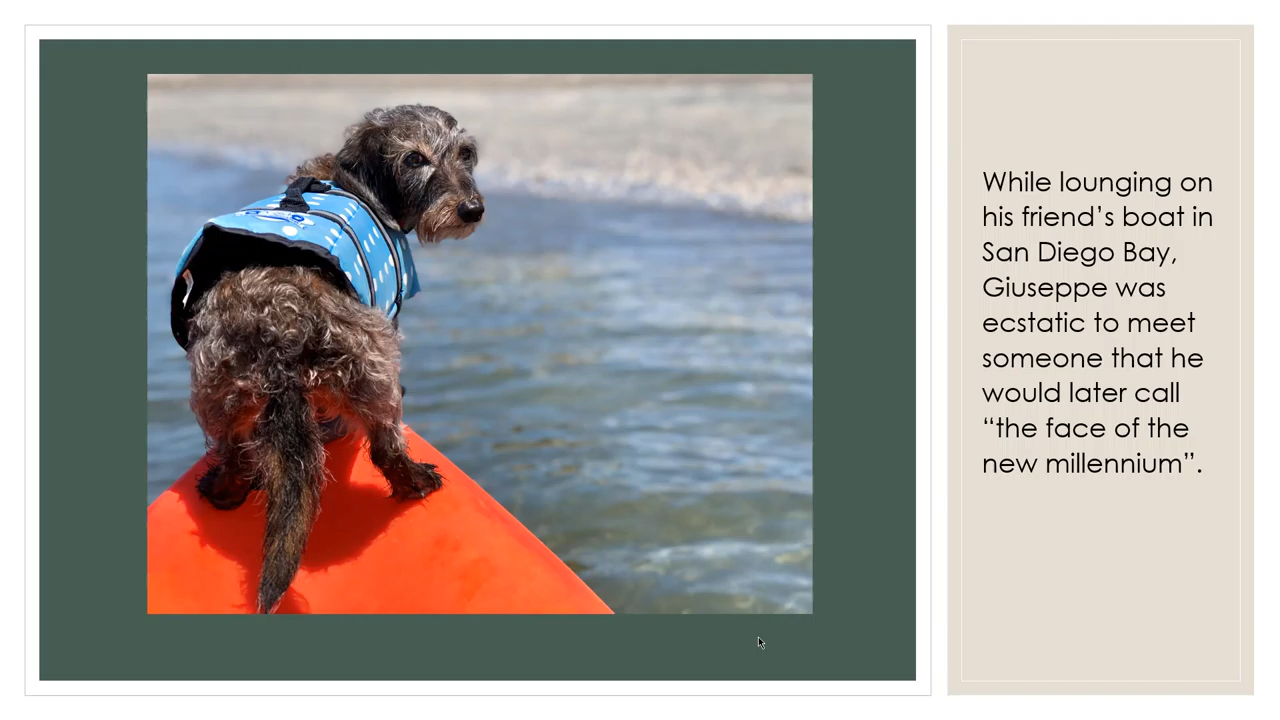 While lounging on
his friend’s boat in
San Diego Bay,
Giuseppe was
ecstatic to meet
someone that he
would later call
“the face of the
new millennium”.